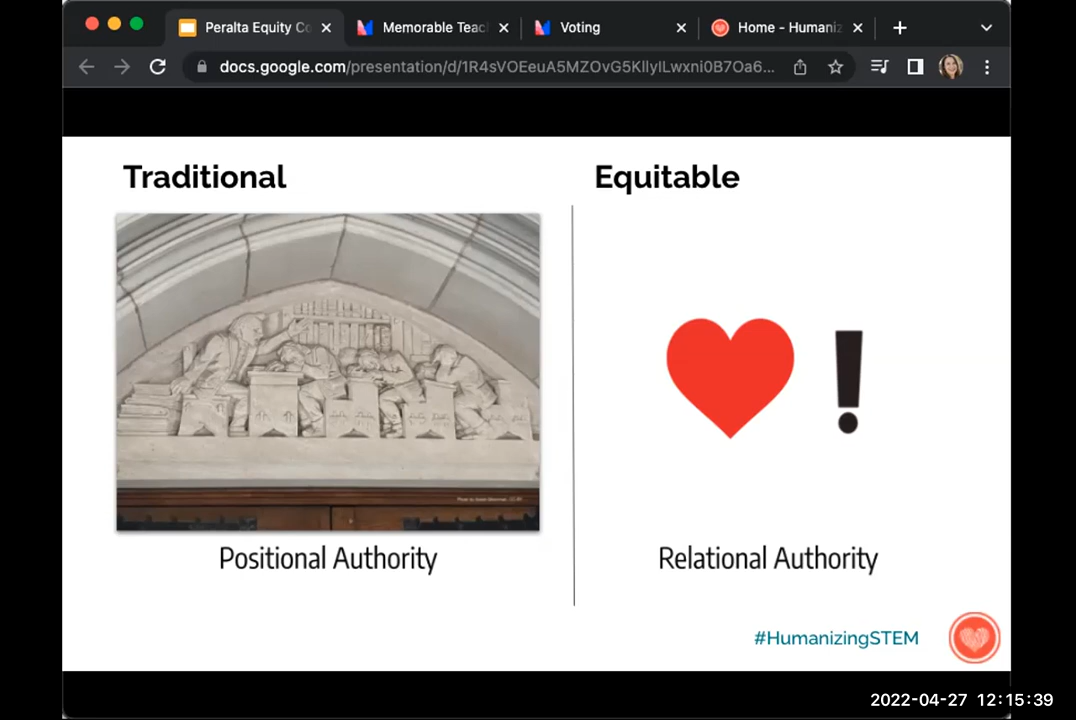 Peralta Equity Co
Memorable Teac
Voting
Home - Humaniz
docs.google.com/presentation/d/1R4sVOEeuA5MZOvG5KIlyILwxni0B7Oa6...
Traditional
Equitable
Positional Authority
Relational Authority
#HumanizingSTEM
2022-04-27 12:15:39